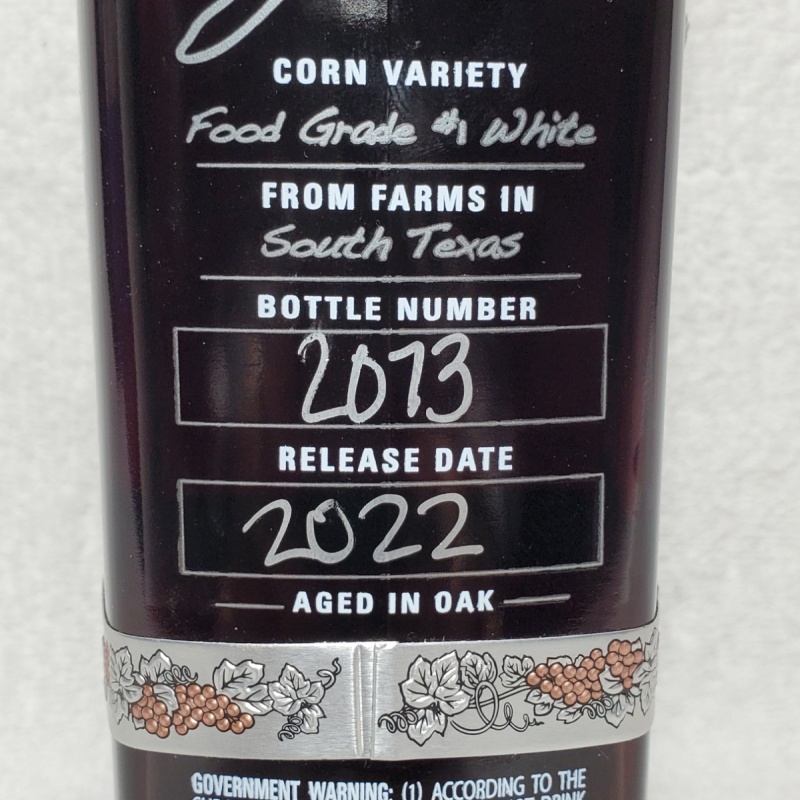 CORN VARIETY
Food Grade #1 White
FROM FARMS IN
South Texas
BOTTLE NUMBER
2073
RELEASE DATE
2022
AGED IN OAK
GOVERNMENT WARNING: (1) ACCORDING TO THE